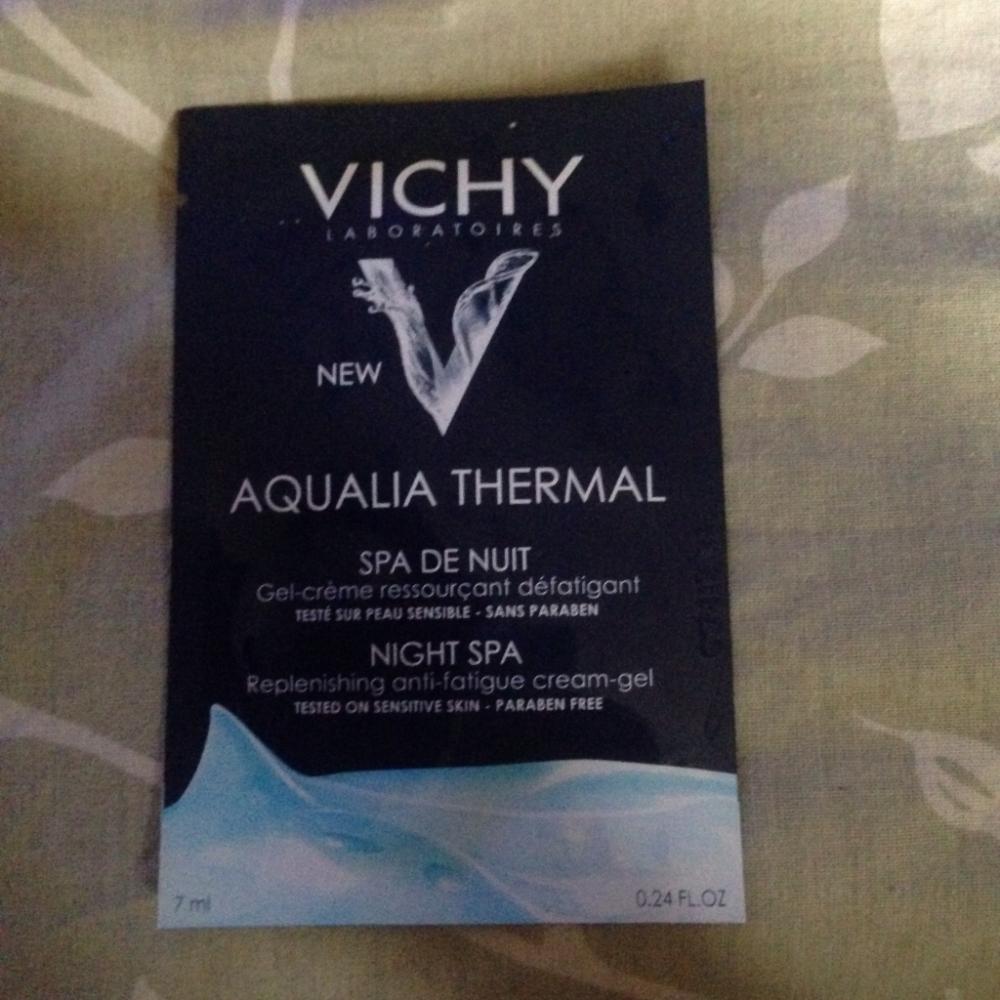 VICHY
LABORATOIRES
NEW
AQUALIA THERMAL
SPA DE NUIT
Gel-crème ressourçant défatigant
TESTÉ SUR PEAU SENSIBLE - SANS PARABEN
NIGHT SPA
Replenishing anti-fatigue cream-gel
TESTED ON SENSITIVE SKIN - PARABEN FREE
7 ml
0.24 FL.OZ